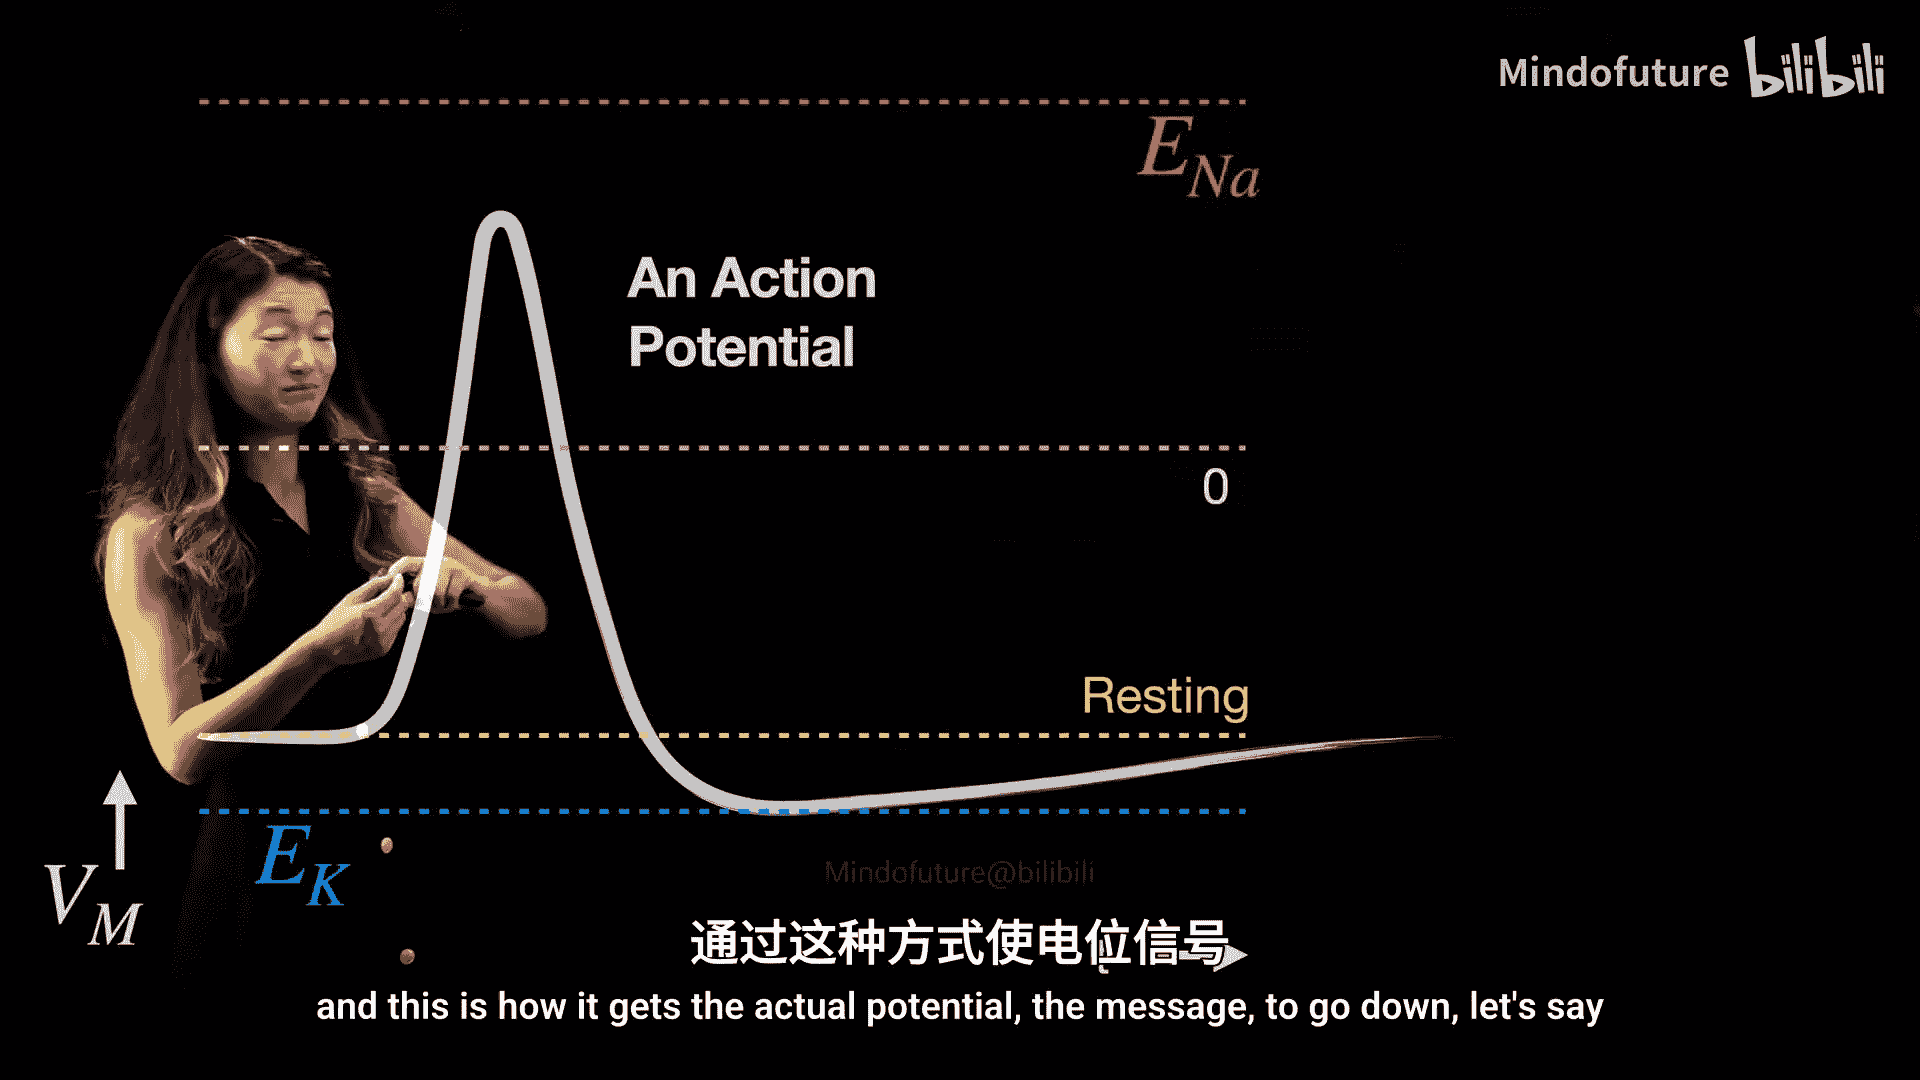 Mindofuture bilibili
E_Na
An Action
Potential
0
Resting
E_K
V_M
Mindofuture@bilibili
通过这种方式使电位信号
t
and this is how it gets the actual potential, the message, to go down, let's say